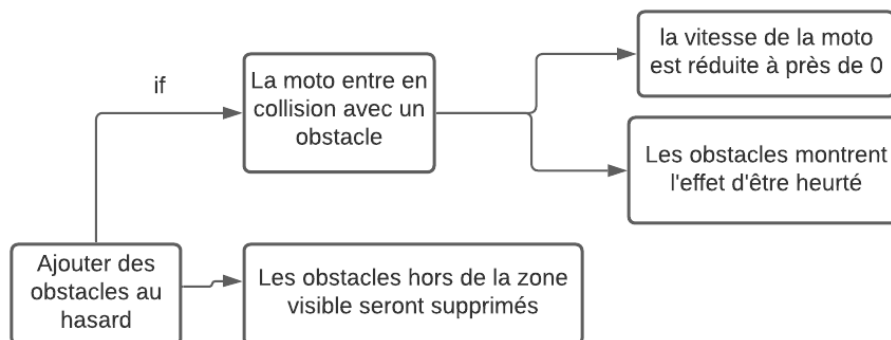 la vitesse de la moto
est réduite à près de 0
if
La moto entre en
collision avec un
obstacle
Les obstacles montrent
l'effet d'être heurté
Ajouter des
obstacles au
hasard
Les obstacles hors de la zone
visible seront supprimés